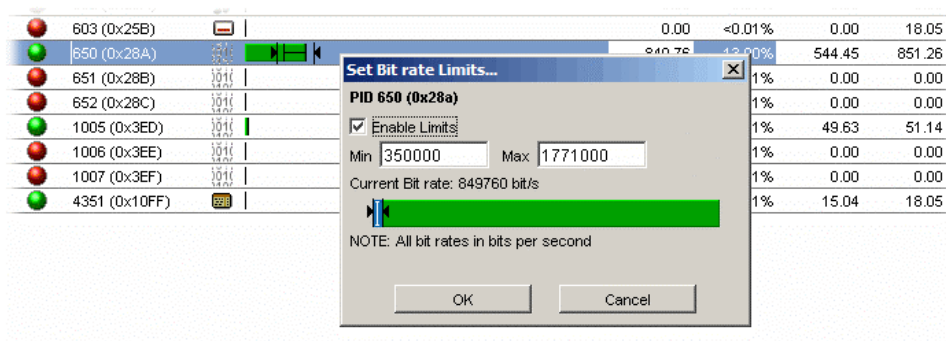 603 (0x25B) 0.00 <0.01% 0.00 18.05
650 (0x28A) 849.76 13.00% 544.45 851.26
Set Bit rate Limits...
651 (0x28B) 1% 0.00 0.00
PID 650 (0x28a)
652 (0x28C) 1% 0.00 0.00
Enable Limits
1005 (0x3ED) 1% 49.63 51.14
Min 350000 Max 1771000
1006 (0x3EE) 1% 0.00 0.00
1007 (0x3EF) 1% 0.00 0.00
Current Bit rate: 849760 bit/s
4351 (0x10FF) 1% 15.04 18.05
NOTE: All bit rates in bits per second
OK Cancel